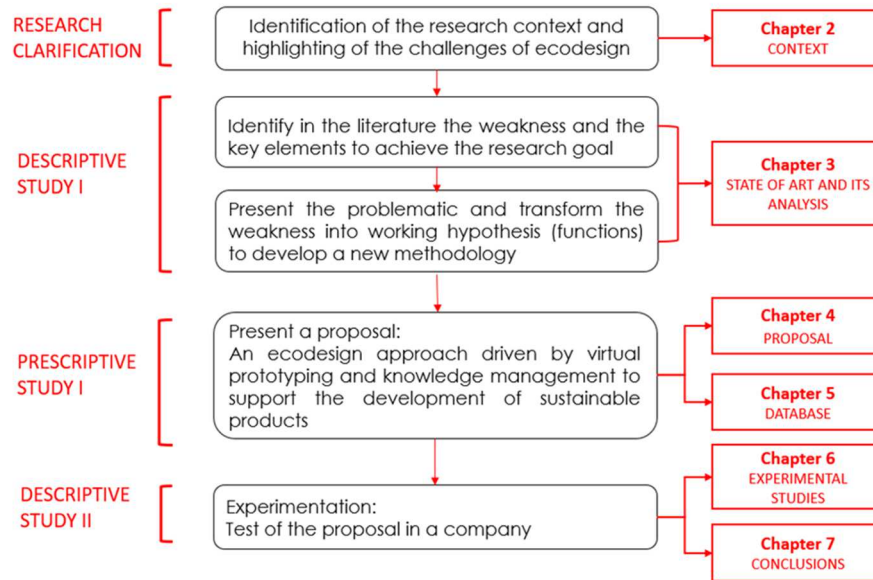 RESEARCH
CLARIFICATION
Identification of the research context and
highlighting of the challenges of ecodesign
Chapter 2
CONTEXT
DESCRIPTIVE
STUDY I
Identify in the literature the weakness and the
key elements to achieve the research goal
Present the problematic and transform the
weakness into working hypothesis (functions)
to develop a new methodology
Chapter 3
STATE OF ART AND ITS
ANALYSIS
PRESCRIPTIVE
STUDY I
Present a proposal:
An ecodesign approach driven by virtual
prototyping and knowledge management to
support the development of sustainable
products
Chapter 4
PROPOSAL
Chapter 5
DATABASE
DESCRIPTIVE
STUDY II
Experimentation:
Test of the proposal in a company
Chapter 6
EXPERIMENTAL
STUDIES
Chapter 7
CONCLUSIONS